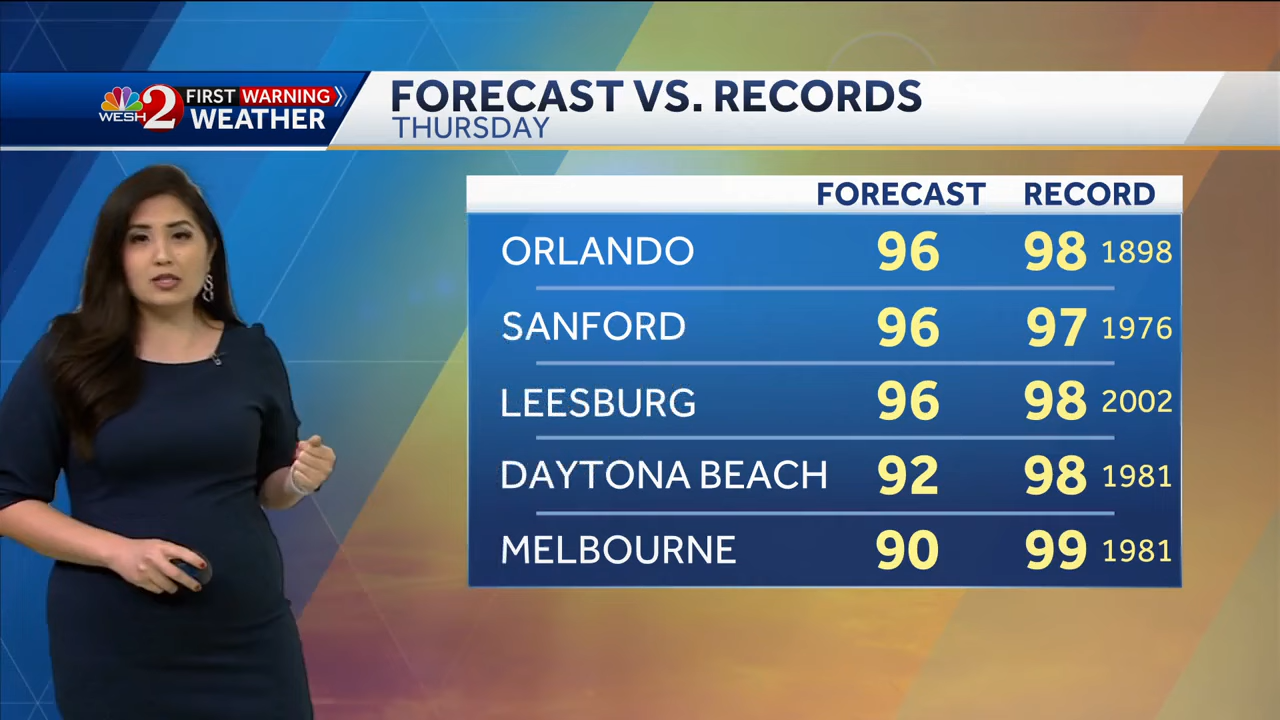 WESH 2 FIRST WARNING
WEATHER
FORECAST VS. RECORDS
THURSDAY
FORECAST RECORD
ORLANDO 96 98 1898
SANFORD 96 97 1976
LEESBURG 96 98 2002
DAYTONA BEACH 92 98 1981
MELBOURNE 90 99 1981